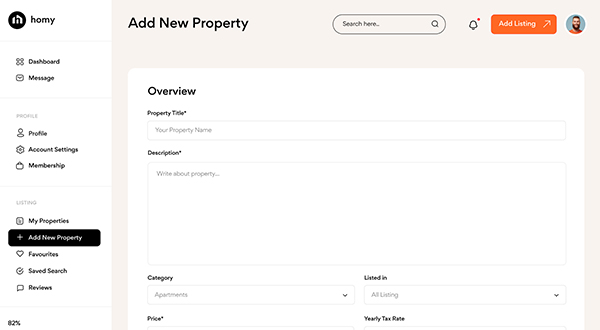 homy
Add New Property
Search here..
Add Listing
Dashboard
Message
PROFILE
Profile
Account Settings
Membership
LISTING
My Properties
Add New Property
Favourites
Saved Search
Reviews
82%
Overview
Property Title*
Your Property Name
Description*
Write about property....
Category
Listed in
Apartments
All Listing
Price*
Yearly Tax Rate